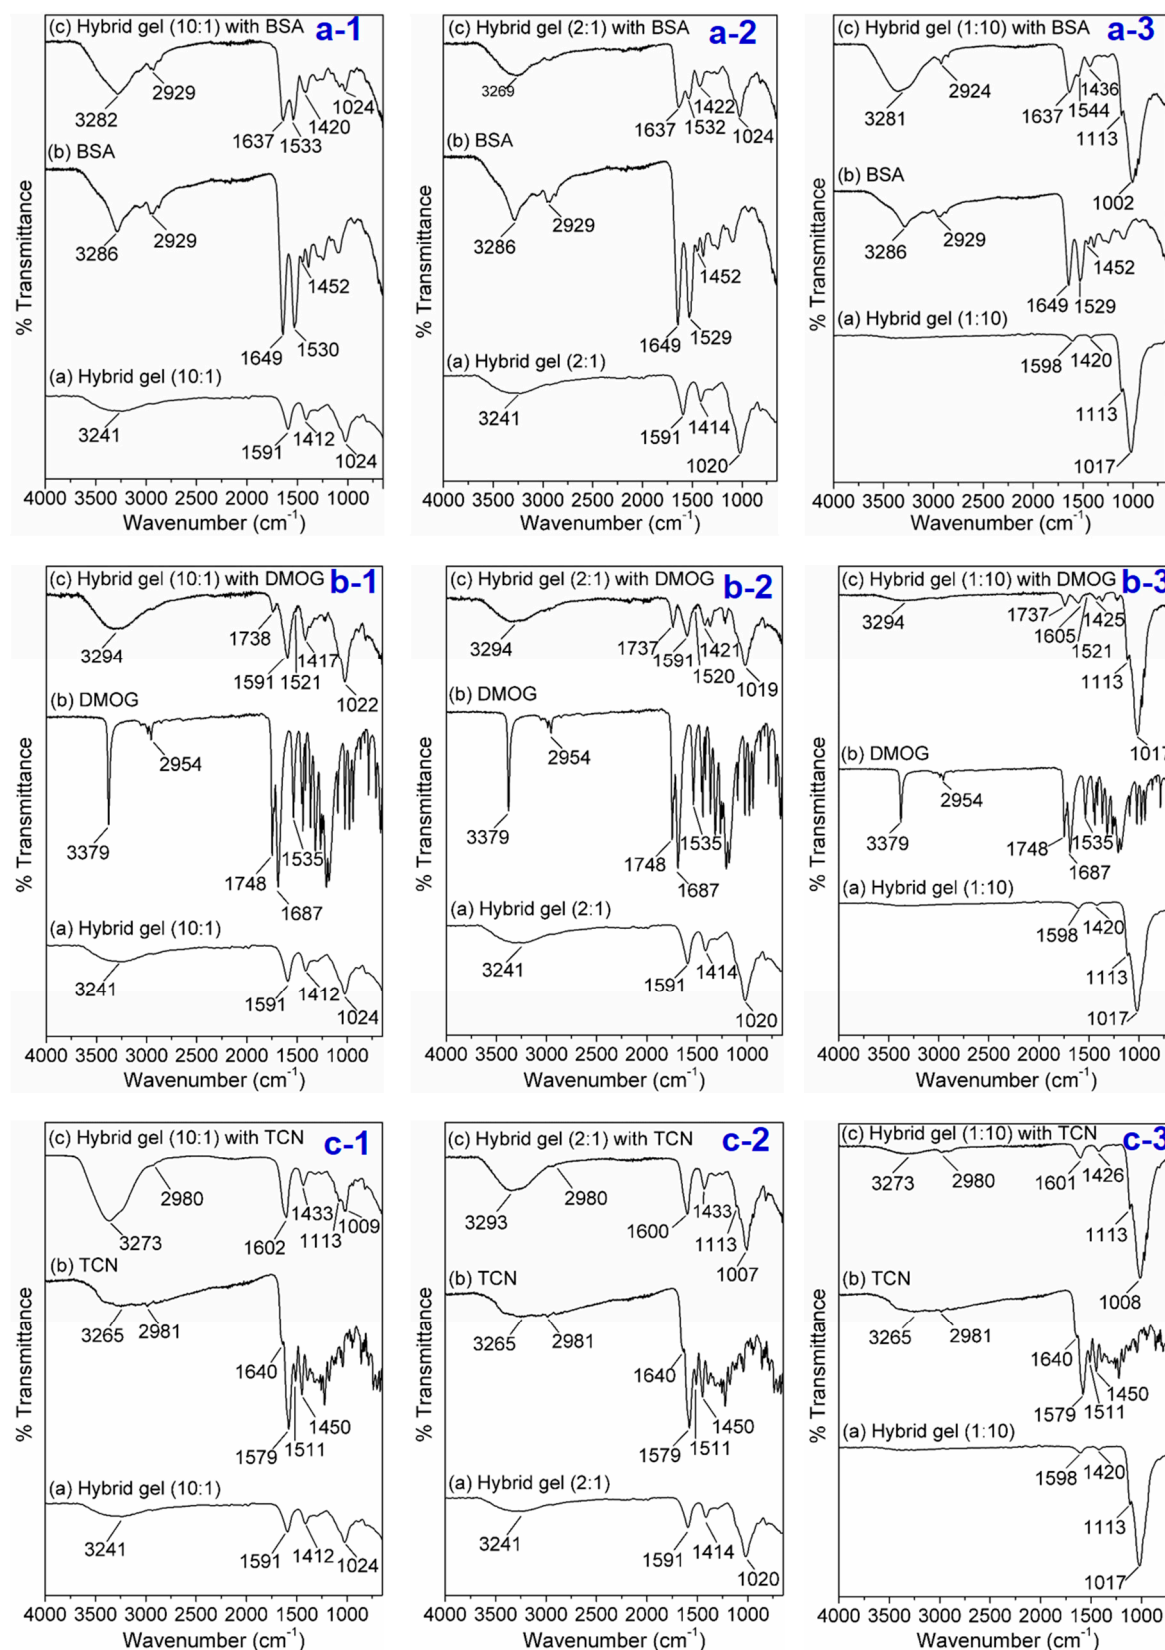 (c) Hybrid gel (10:1) with BSA
a-1
3282
2929
1637
1533
1420
1024
(b) BSA
3286
2929
1452
1649
1530
(a) Hybrid gel (10:1)
3241
1591
1412
1024
% Transmittance
4000 3500 3000 2500 2000 1500 1000
Wavenumber (cm⁻¹)
(c) Hybrid gel (2:1) with BSA
a-2
3269
1637
1532
1422
1024
(b) BSA
3286
2929
1452
1649
1529
(a) Hybrid gel (2:1)
3241
1591
1414
1020
% Transmittance
4000 3500 3000 2500 2000 1500 1000
Wavenumber (cm⁻¹)
(c) Hybrid gel (1:10) with BSA
a-3
3281
2924
1637
1544
1436
1113
1002
(b) BSA
3286
2929
1452
1649
1529
(a) Hybrid gel (1:10)
1598
1420
1113
1017
% Transmittance
4000 3500 3000 2500 2000 1500 1000
Wavenumber (cm⁻¹)
(c) Hybrid gel (10:1) with DMOG
b-1
3294
1738
1591
1521
1417
1022
(b) DMOG
3379
2954
1748
1687
1535
(a) Hybrid gel (10:1)
3241
1591
1412
1024
% Transmittance
4000 3500 3000 2500 2000 1500 1000
Wavenumber (cm⁻¹)
(c) Hybrid gel (2:1) with DMOG
b-2
3294
1737
1591
1520
1421
1019
(b) DMOG
3379
2954
1748
1687
1535
(a) Hybrid gel (2:1)
3241
1591
1414
1020
% Transmittance
4000 3500 3000 2500 2000 1500 1000
Wavenumber (cm⁻¹)
(c) Hybrid gel (1:10) with DMOG
b-3
3294
1737
1605
1521
1425
1113
1017
(b) DMOG
3379
2954
1748
1687
1535
(a) Hybrid gel (1:10)
1598
1420
1113
1017
% Transmittance
4000 3500 3000 2500 2000 1500 1000
Wavenumber (cm⁻¹)
(c) Hybrid gel (10:1) with TCN
c-1
3273
2980
1602
1433
1113
1009
(b) TCN
3265
2981
1640
1579
1511
1450
(a) Hybrid gel (10:1)
3241
1591
1412
1024
% Transmittance
4000 3500 3000 2500 2000 1500 1000
Wavenumber (cm⁻¹)
(c) Hybrid gel (2:1) with TCN
c-2
3293
2980
1600
1433
1113
1007
(b) TCN
3265
2981
1640
1579
1511
1450
(a) Hybrid gel (2:1)
3241
1591
1414
1020
% Transmittance
4000 3500 3000 2500 2000 1500 1000
Wavenumber (cm⁻¹)
(c) Hybrid gel (1:10) with TCN
c-3
3273
2980
1601
1426
1113
1008
(b) TCN
3265
2981
1640
1579
1511
1450
(a) Hybrid gel (1:10)
1598
1420
1113
1017
% Transmittance
4000 3500 3000 2500 2000 1500 1000
Wavenumber (cm⁻¹)